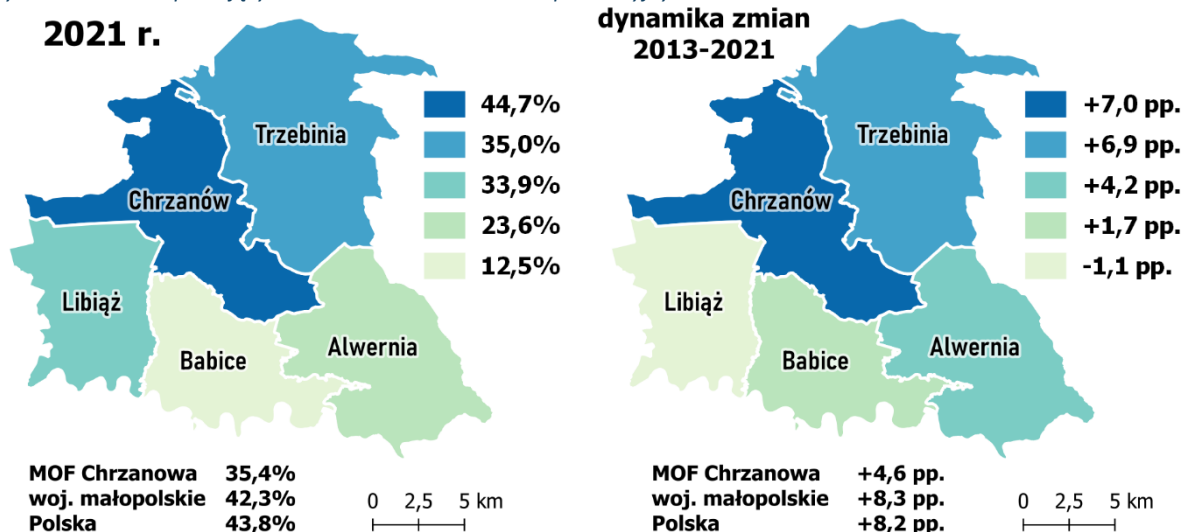 2021 r.
44,7%
35,0%
33,9%
23,6%
12,5%
Trzebinia
Chrzanów
Libiąż
Babice
Alwernia
MOF Chrzanowa 35,4%
woj. małopolskie 42,3%
Polska 43,8%
0 2,5 5 km
dynamika zmian
2013-2021
+7,0 pp.
+6,9 pp.
+4,2 pp.
+1,7 pp.
-1,1 pp.
Trzebinia
Chrzanów
Libiąż
Babice
Alwernia
MOF Chrzanowa +4,6 pp.
woj. małopolskie +8,3 pp.
Polska +8,2 pp.
0 2,5 5 km